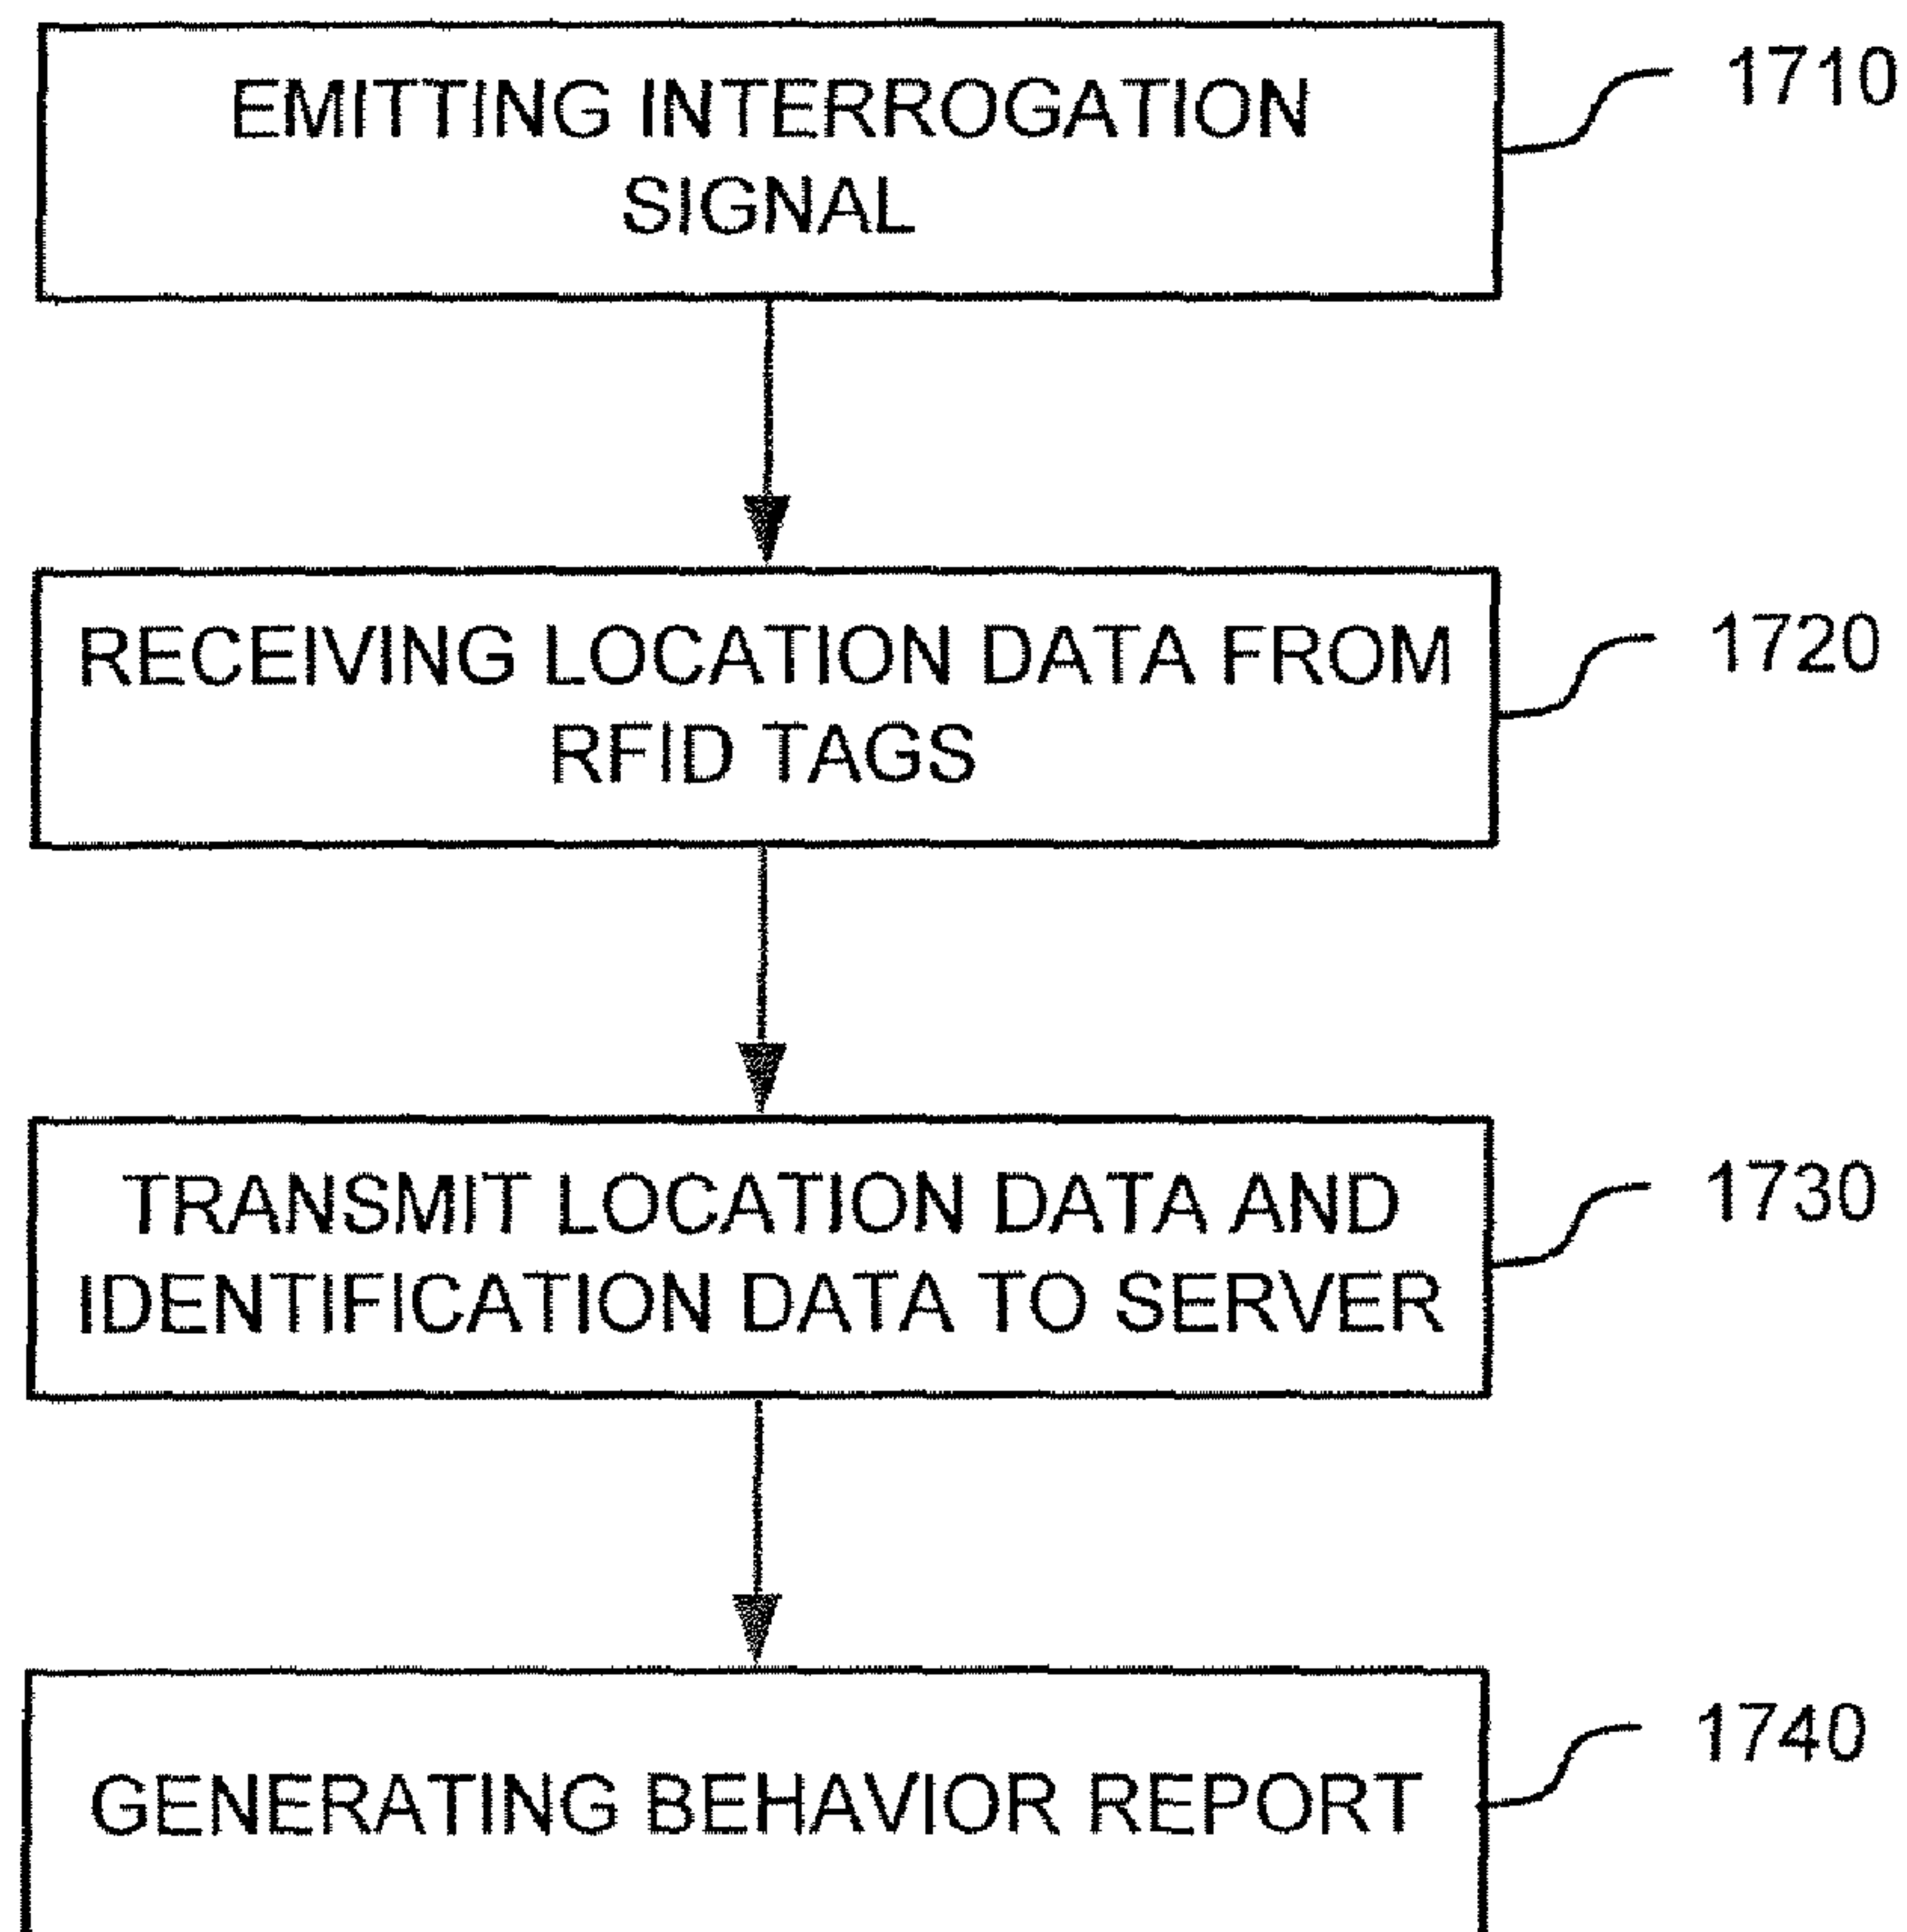 EMITTING INTERROGATION
SIGNAL
1710
RECEIVING LOCATION DATA FROM
RFID TAGS
1720
TRANSMIT LOCATION DATA AND
IDENTIFICATION DATA TO SERVER
1730
GENERATING BEHAVIOR REPORT
1740